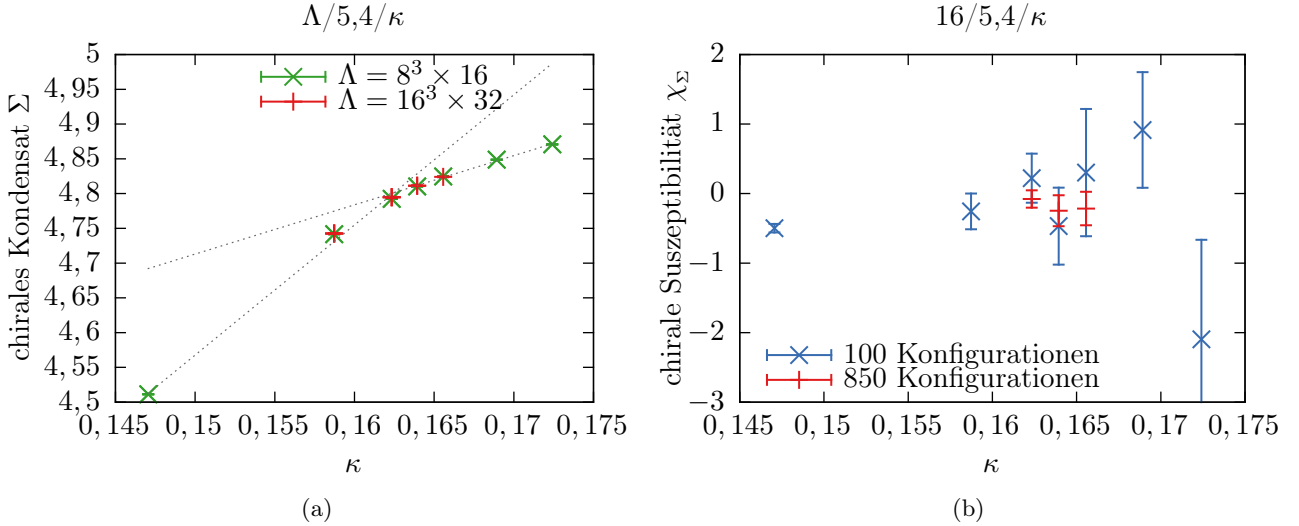 Λ/5,4/κ
chirales Kondensat Σ
5
4, 95
4, 9
4, 85
4, 8
4, 75
4, 7
4, 65
4, 6
4, 55
4, 5
Λ = 8³ × 16
Λ = 16³ × 32
0, 145 0, 15 0, 155 0, 16 0, 165 0, 17 0, 175
κ
(a)
16/5,4/κ
chirale Suszeptibilität χ_Σ
2
1
0
−1
−2
−3
100 Konfigurationen
850 Konfigurationen
0, 145 0, 15 0, 155 0, 16 0, 165 0, 17 0, 175
κ
(b)